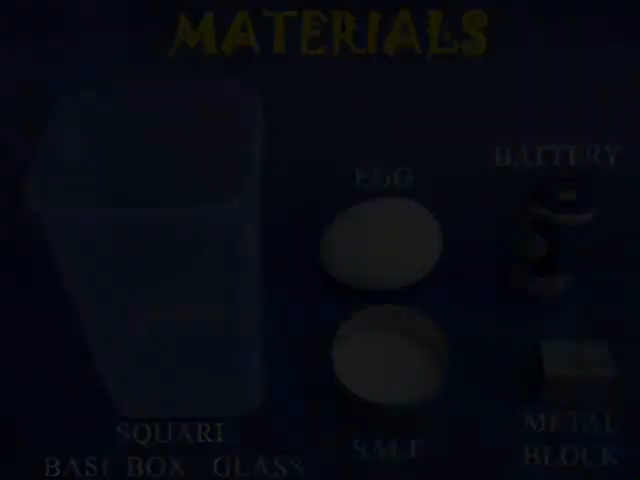 MATERIALS
BATTERY
EGG
SQUARE
METAL
SALT
BASE BOX GLASS
BLOCK